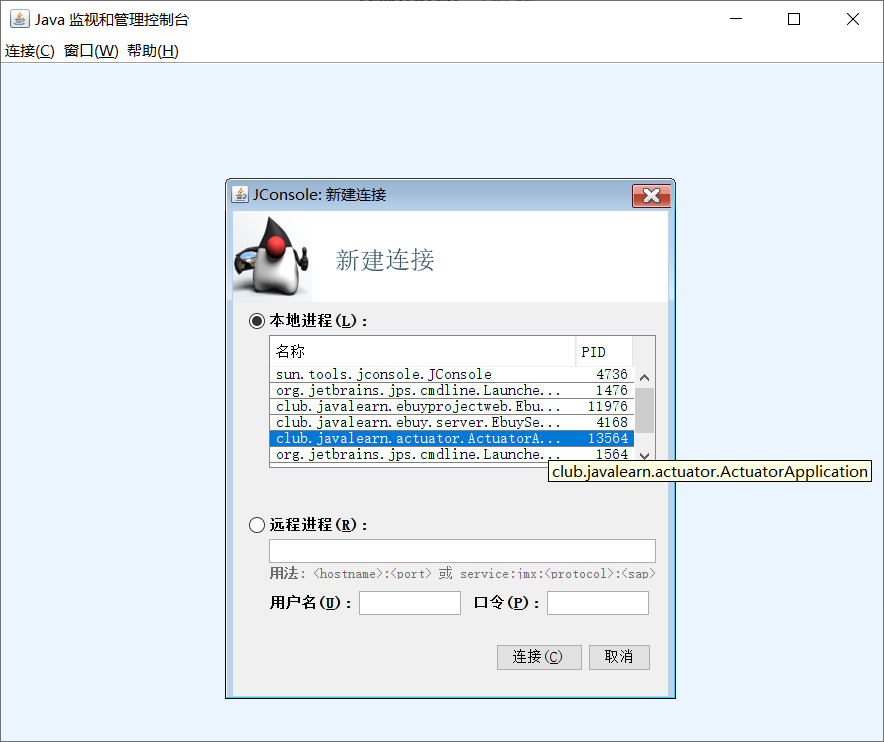 Java 监视和管理控制台
连接(C) 窗口(W) 帮助(H)
JConsole: 新建连接
新建连接
本地进程(L):
名称 PID
sun.tools.jconsole.JConsole 4736
org.jetbrains.jps.cmdline.Launche... 1476
club.javalearn.ebuyprojectweb.Ebu... 11976
club.javalearn.ebuy.server.EbuySe... 4168
club.javalearn.actuator.ActuatorA... 13564
org.jetbrains.jps.cmdline.Launche... 1564
club.javalearn.actuator.ActuatorApplication
远程进程(R):
用法: <hostname>:<port> 或 service:jmx:<protocol>:<sap>
用户名(U): 口令(P):
连接(C) 取消